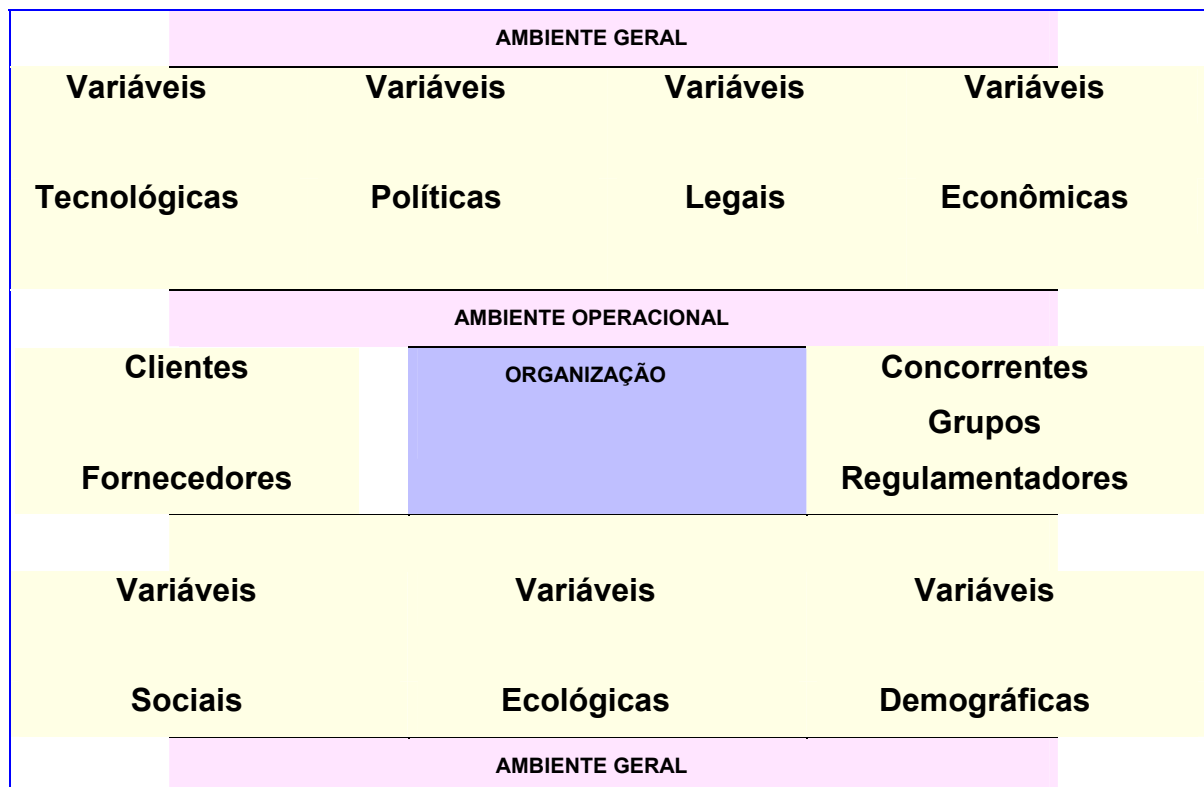 AMBIENTE GERAL
Variáveis Variáveis Variáveis Variáveis
Tecnológicas Políticas Legais Econômicas
AMBIENTE OPERACIONAL
Clientes ORGANIZAÇÃO Concorrentes
Grupos
Fornecedores Regulamentadores
Variáveis Variáveis Variáveis
Sociais Ecológicas Demográficas
AMBIENTE GERAL